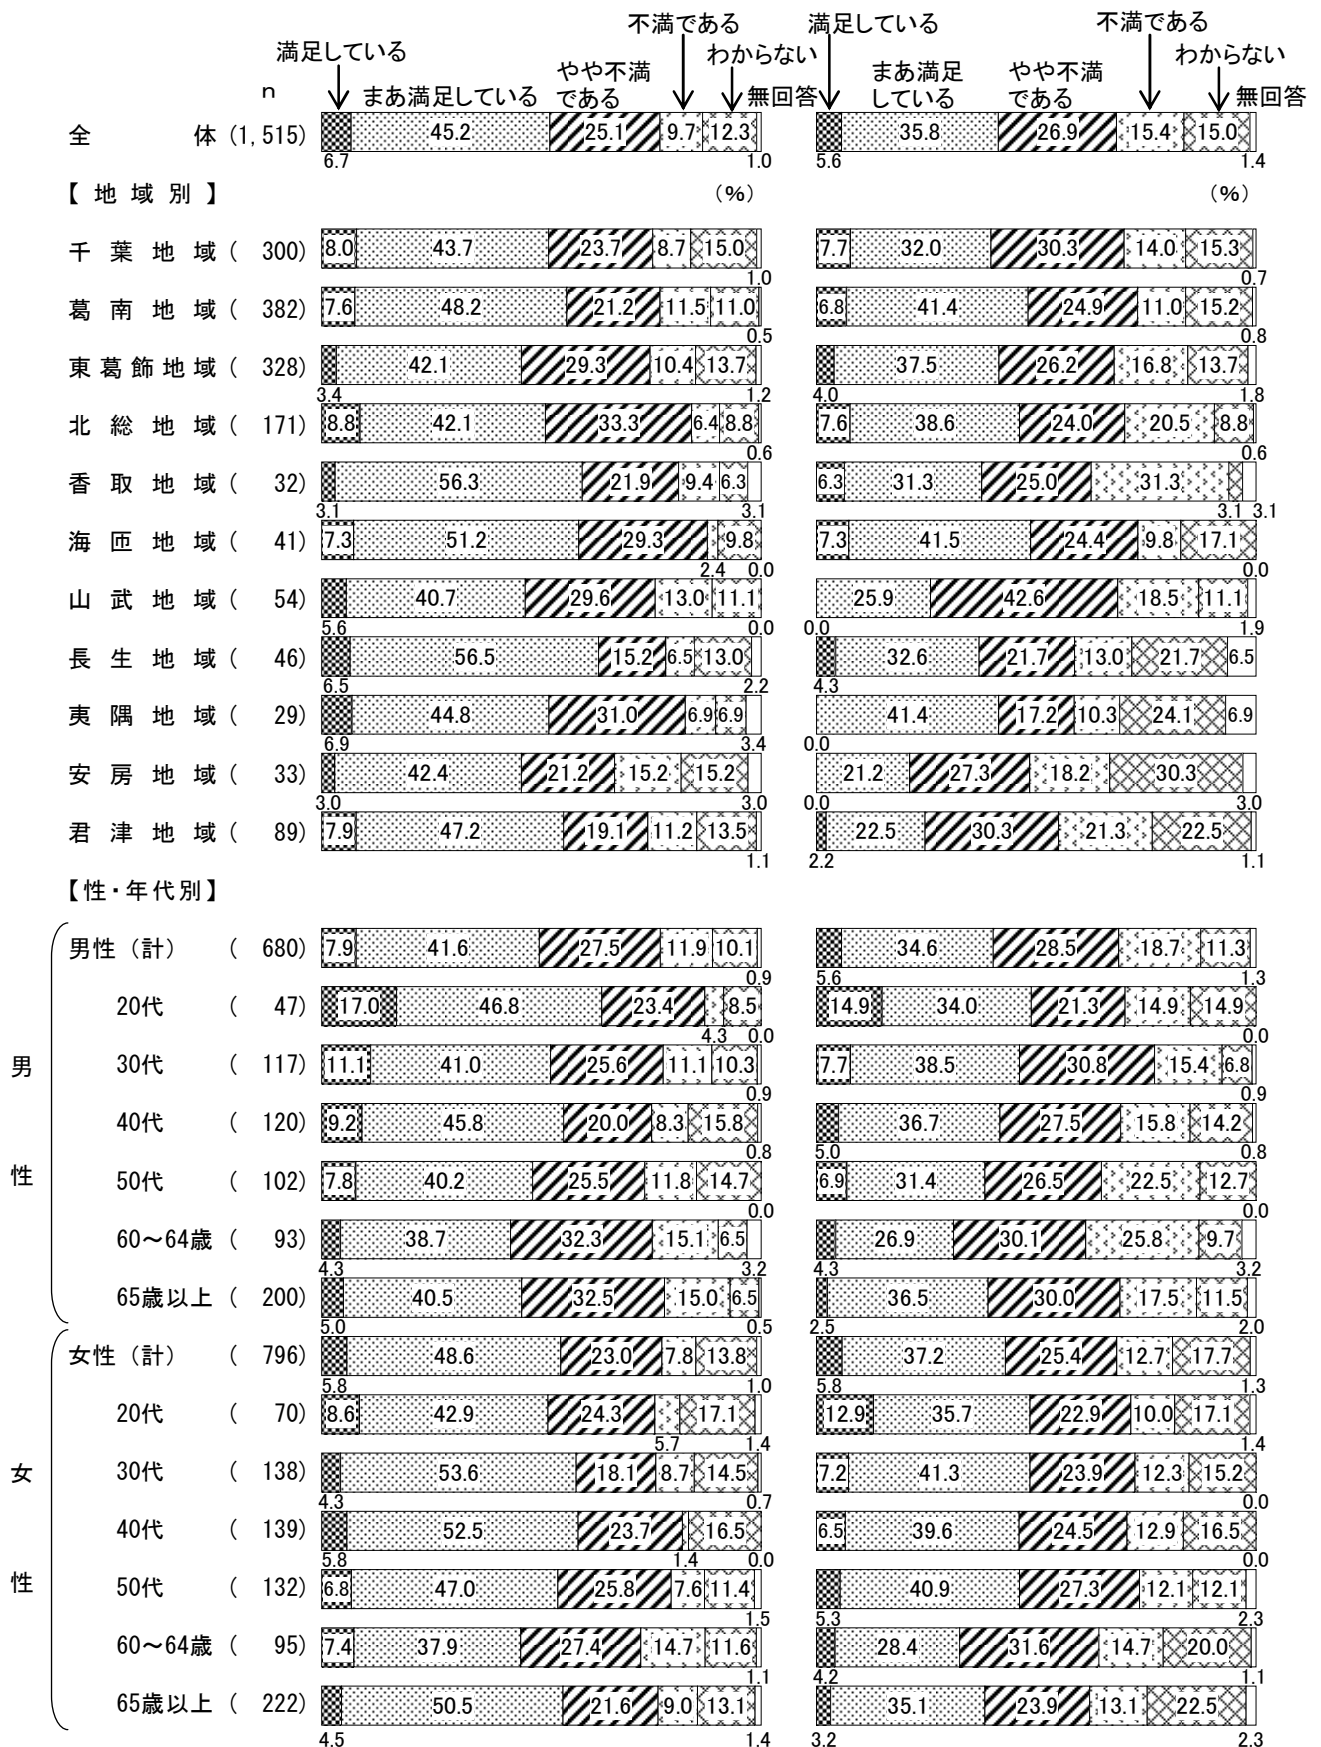 不満である 満足している 不満である
満足している わからない わからない
やや不満 まあ満足 やや不満
n まあ満足している である 無回答 している である 無回答
全体 (1,515) 45.2 25.1 9.7 12.3 35.8 26.9 15.4 15.0
6.7 1.0 5.6 1.4
【地域別】 (%) (%)
千葉地域 ( 300) 8.0 43.7 23.7 8.7 15.0 7.7 32.0 30.3 14.0 15.3
1.0 0.7
葛南地域 ( 382) 7.6 48.2 21.2 11.5 11.0 6.8 41.4 24.9 11.0 15.2
0.5 0.8
東葛飾地域 ( 328) 42.1 29.3 10.4 13.7 37.5 26.2 16.8 13.7
3.4 1.2 4.0 1.8
北総地域 ( 171) 8.8 42.1 33.3 6.4 8.8 7.6 38.6 24.0 20.5 8.8
0.6 0.6
香取地域 ( 32) 56.3 21.9 9.4 6.3 6.3 31.3 25.0 31.3
3.1 3.1 3.1 3.1
海匝地域 ( 41) 7.3 51.2 29.3 9.8 7.3 41.5 24.4 9.8 17.1
2.4 0.0 0.0
山武地域 ( 54) 40.7 29.6 13.0 11.1 25.9 42.6 18.5 11.1
5.6 0.0 0.0 1.9
長生地域 ( 46) 56.5 15.2 6.5 13.0 32.6 21.7 13.0 21.7 6.5
6.5 2.2 4.3
夷隅地域 ( 29) 44.8 31.0 6.9 6.9 41.4 17.2 10.3 24.1 6.9
6.9 3.4 0.0
安房地域 ( 33) 42.4 21.2 15.2 15.2 21.2 27.3 18.2 30.3
3.0 3.0 0.0 3.0
君津地域 ( 89) 7.9 47.2 19.1 11.2 13.5 22.5 30.3 21.3 22.5
1.1 2.2 1.1
【性・年代別】
男性（計） ( 680) 7.9 41.6 27.5 11.9 10.1 34.6 28.5 18.7 11.3
0.9 5.6 1.3
20代 ( 47) 17.0 46.8 23.4 8.5 14.9 34.0 21.3 14.9 14.9
4.3 0.0 0.0
男 30代 ( 117) 11.1 41.0 25.6 11.1 10.3 7.7 38.5 30.8 15.4 6.8
0.9 0.9
40代 ( 120) 9.2 45.8 20.0 8.3 15.8 36.7 27.5 15.8 14.2
0.8 5.0 0.8
性 50代 ( 102) 7.8 40.2 25.5 11.8 14.7 6.9 31.4 26.5 22.5 12.7
0.0 0.0
60～64歳 ( 93) 38.7 32.3 15.1 6.5 26.9 30.1 25.8 9.7
4.3 3.2 4.3 3.2
65歳以上 ( 200) 40.5 32.5 15.0 6.5 36.5 30.0 17.5 11.5
5.0 0.5 2.5 2.0
女性（計） ( 796) 48.6 23.0 7.8 13.8 37.2 25.4 12.7 17.7
5.8 1.0 5.8 1.3
20代 ( 70) 8.6 42.9 24.3 17.1 12.9 35.7 22.9 10.0 17.1
5.7 1.4 1.4
女 30代 ( 138) 53.6 18.1 8.7 14.5 7.2 41.3 23.9 12.3 15.2
4.3 0.7 0.0
40代 ( 139) 52.5 23.7 16.5 6.5 39.6 24.5 12.9 16.5
5.8 1.4 0.0 0.0
性 50代 ( 132) 6.8 47.0 25.8 7.6 11.4 40.9 27.3 12.1 12.1
1.5 5.3 2.3
60～64歳 ( 95) 7.4 37.9 27.4 14.7 11.6 28.4 31.6 14.7 20.0
1.1 4.2 1.1
65歳以上 ( 222) 50.5 21.6 9.0 13.1 35.1 23.9 13.1 22.5
4.5 1.4 3.2 2.3